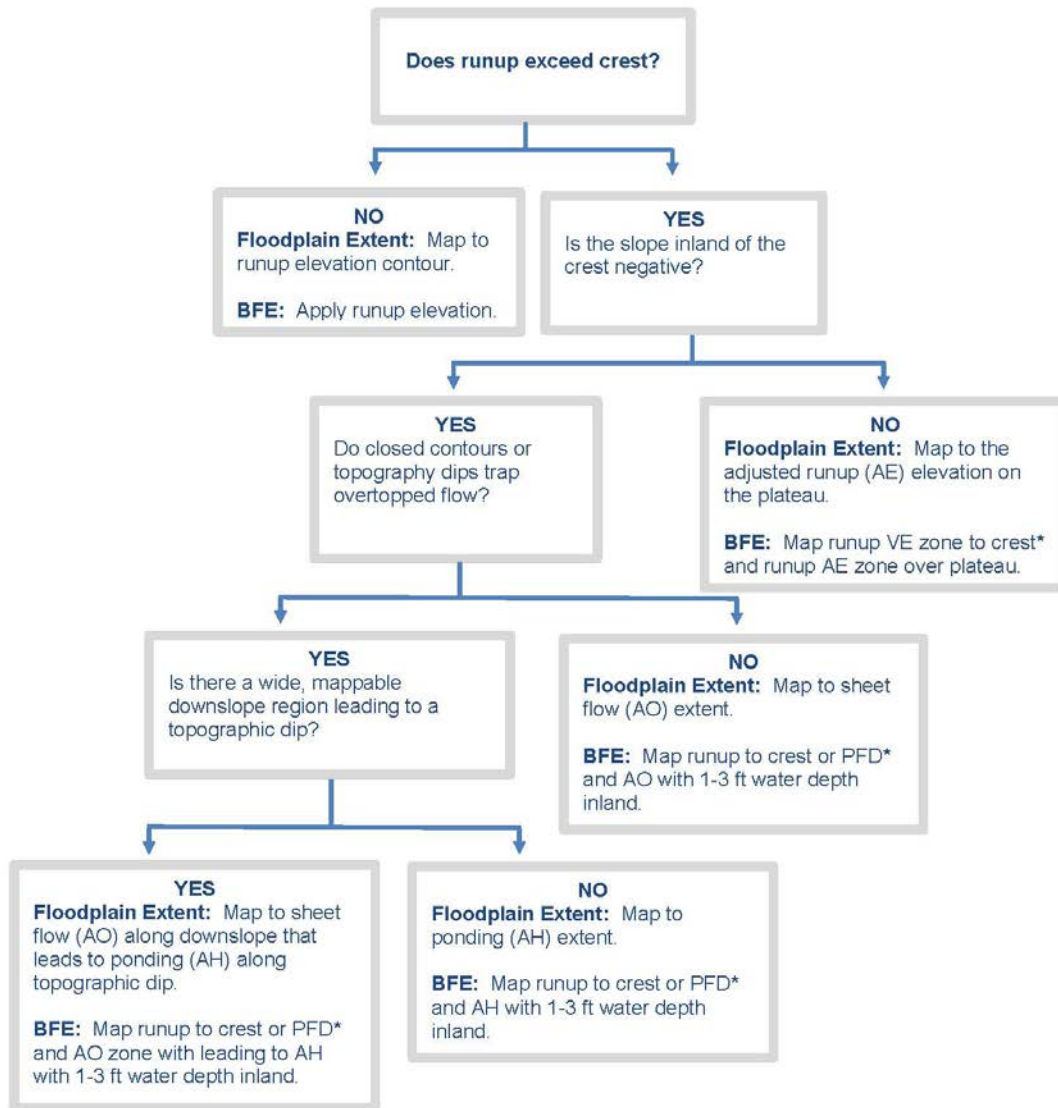 Does runup exceed crest?
NO
Floodplain Extent: Map to
runup elevation contour.
BFE: Apply runup elevation.
YES
Is the slope inland of the
crest negative?
YES
Do closed contours or
topography dips trap
overtopped flow?
NO
Floodplain Extent: Map to the
adjusted runup (AE) elevation on
the plateau.
BFE: Map runup VE zone to crest*
and runup AE zone over plateau.
YES
Is there a wide, mappable
downslope region leading to a
topographic dip?
NO
Floodplain Extent: Map to sheet
flow (AO) extent.
BFE: Map runup to crest or PFD*
and AO with 1-3 ft water depth
inland.
YES
Floodplain Extent: Map to sheet
flow (AO) along downslope that
leads to ponding (AH) along
topographic dip.
BFE: Map runup to crest or PFD*
and AO zone with leading to AH
with 1-3 ft water depth inland.
NO
Floodplain Extent: Map to
ponding (AH) extent.
BFE: Map runup to crest or PFD*
and AH with 1-3 ft water depth
inland.